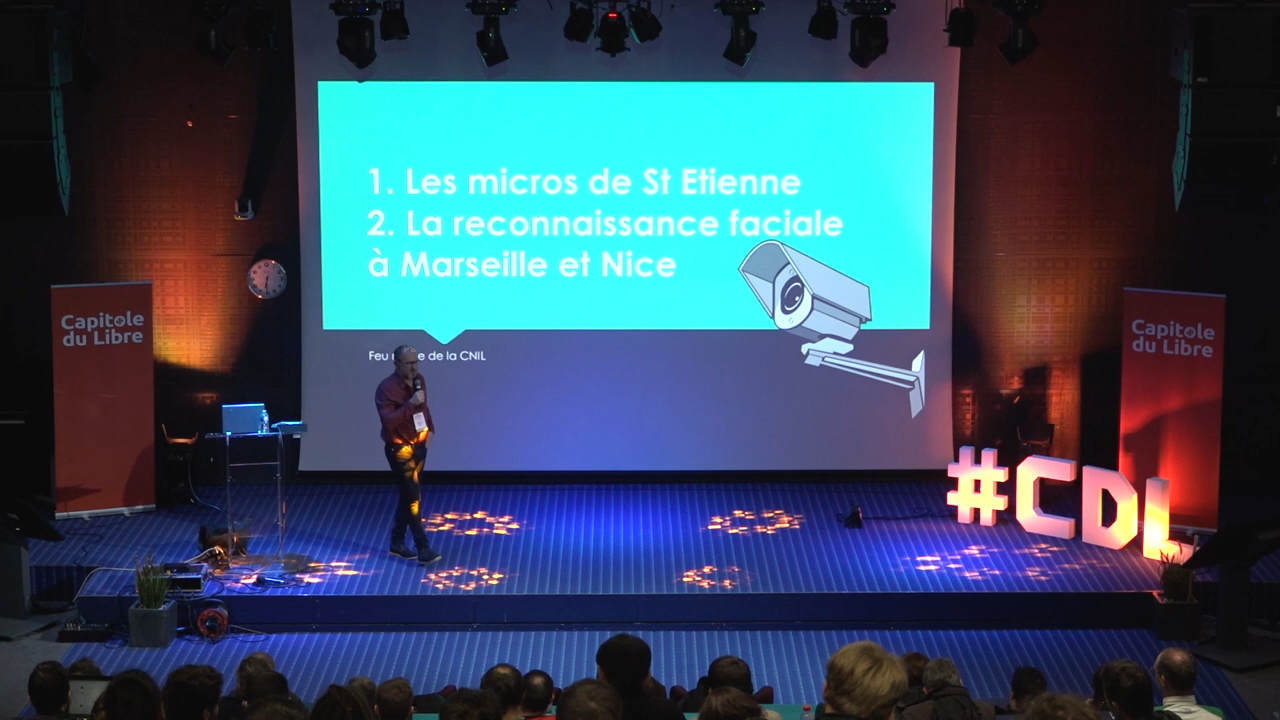 1. Les micros de St Etienne
2. La reconnaissance faciale
à Marseille et Nice
Feu de la CNIL
Capitole
du Libre
Capitole
du Libre
#CDL